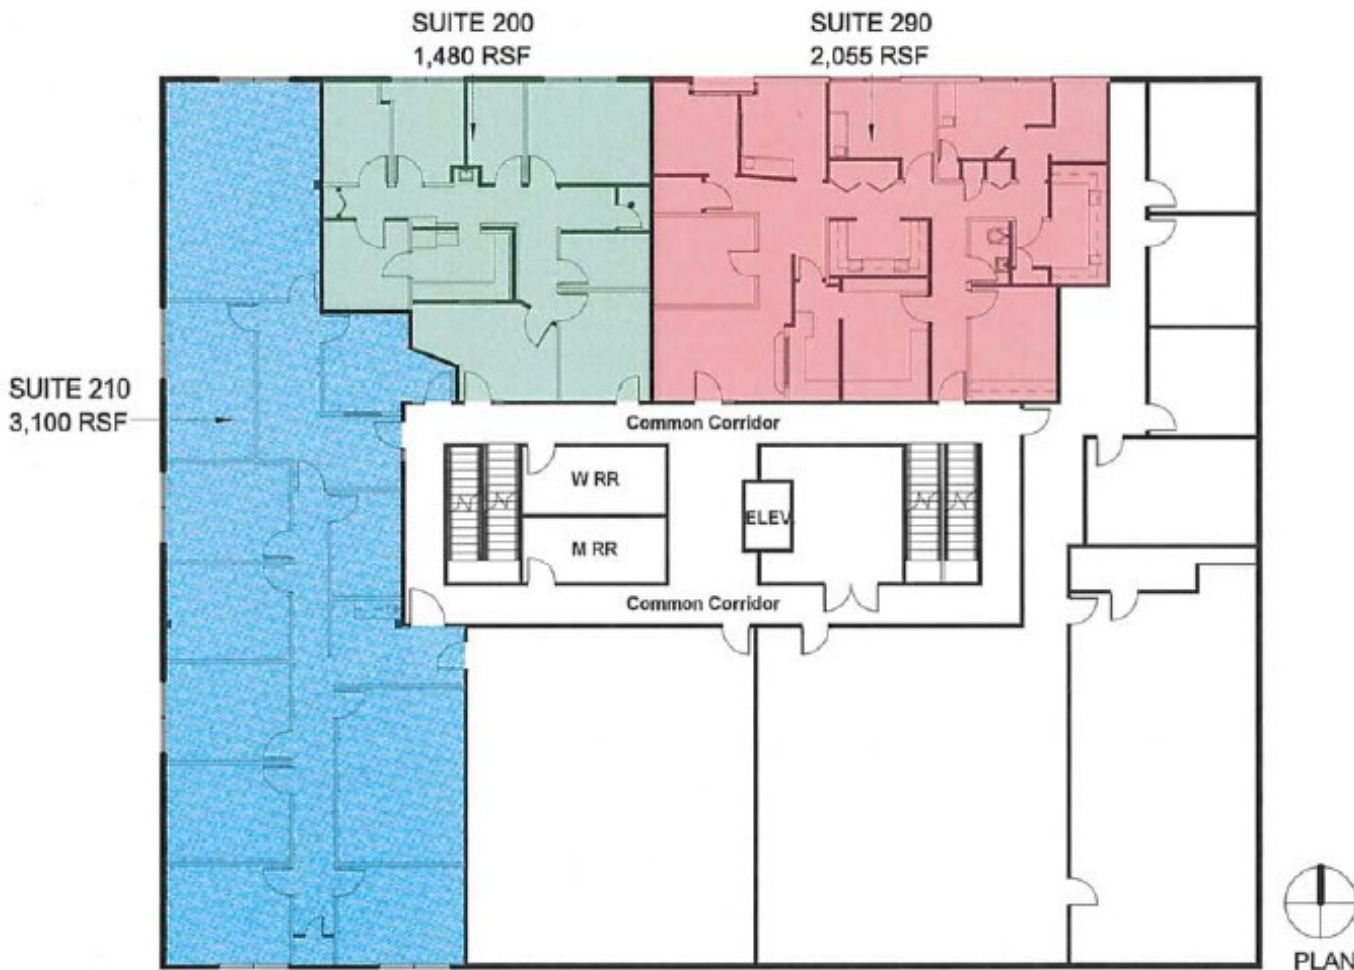 SUITE 200
1,480 RSF
SUITE 290
2,055 RSF
SUITE 210
3,100 RSF
Common Corridor
W RR
ELEV.
M RR
Common Corridor
PLAN